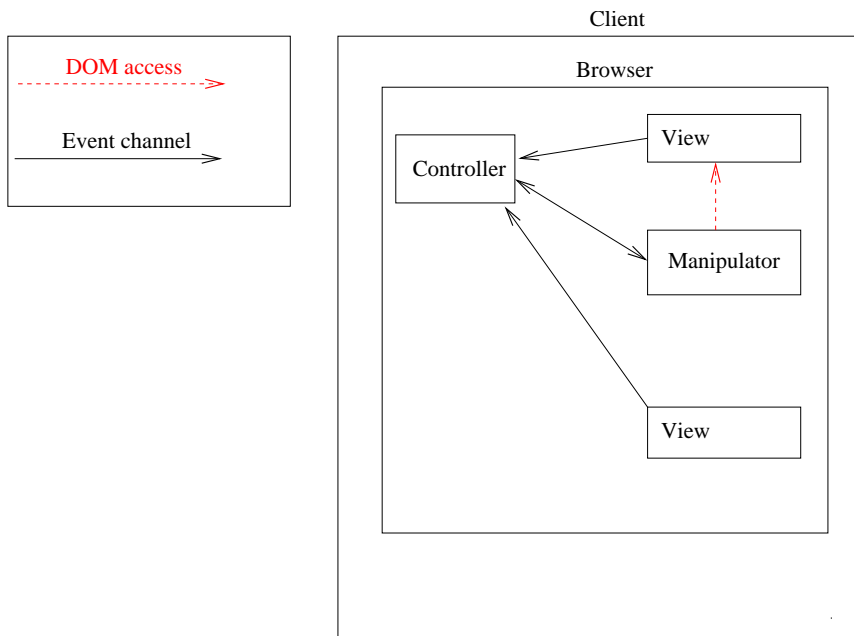 Client
DOM access
Browser
Event channel
View
Controller
Manipulator
View